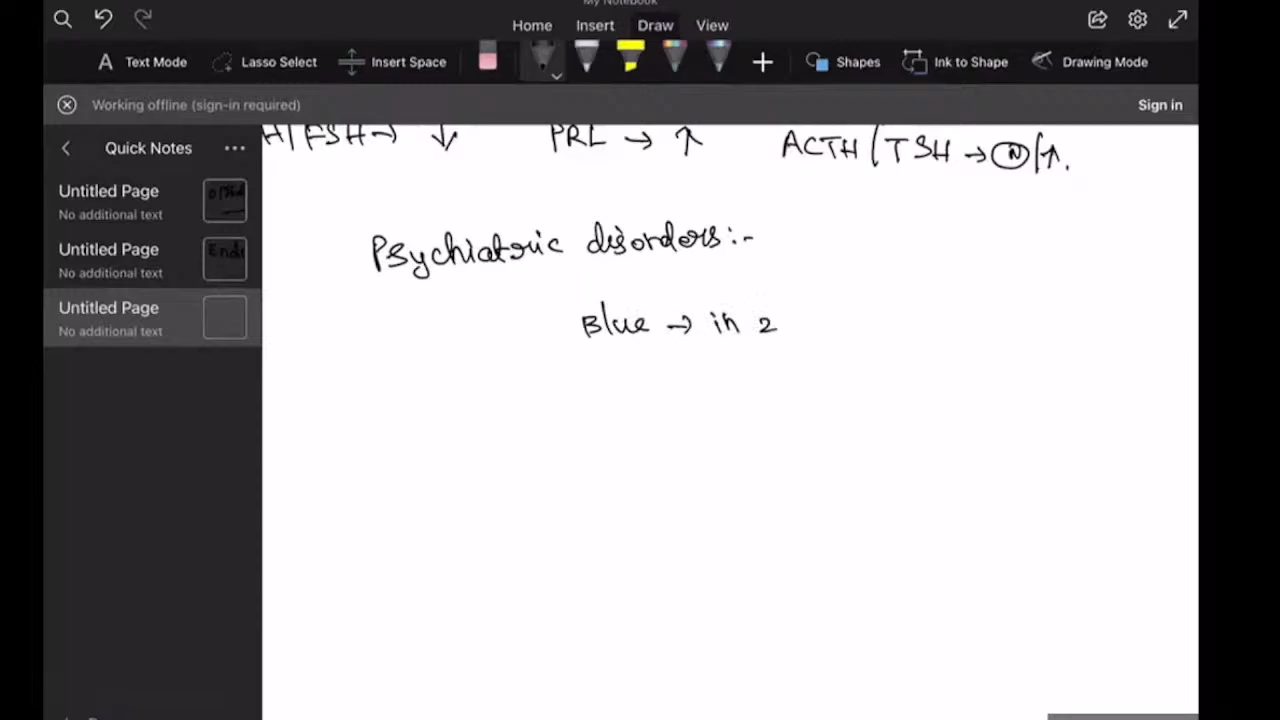 My Notebook
Home Insert Draw View
Text Mode Lasso Select Insert Space Shapes Ink to Shape Drawing Mode
Working offline (sign-in required) Sign in
Quick Notes
Untitled Page
No additional text
Untitled Page
No additional text
Untitled Page
No additional text
H/FSH → ↓ PRL → ↑ ACTH/TSH → N/↑.
Psychiatric disorders:-
Blue → in 2